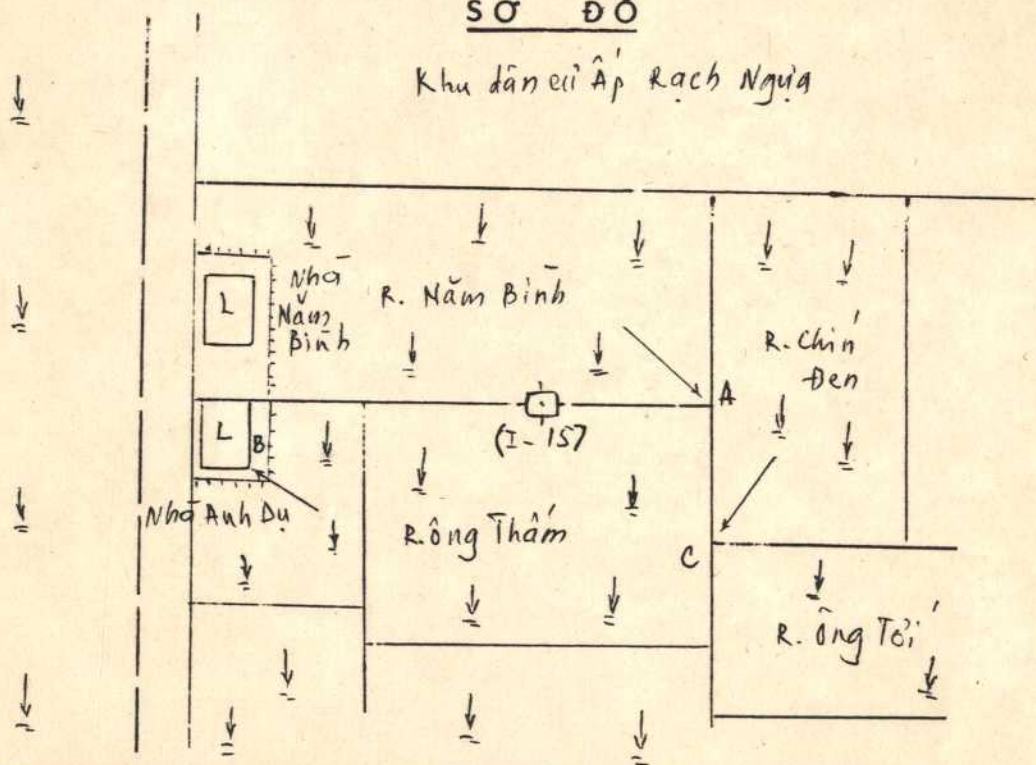 SƠ ĐỒ
Khu dân cư Ấp Rạch Ngựa
Nhà
Năm
Bình
L
R. Năm Bình
R. Chín
Đen
A
L
B
(I-157
Nhà Anh Dụ
R. ông Thắm
C
R. Ông Tới